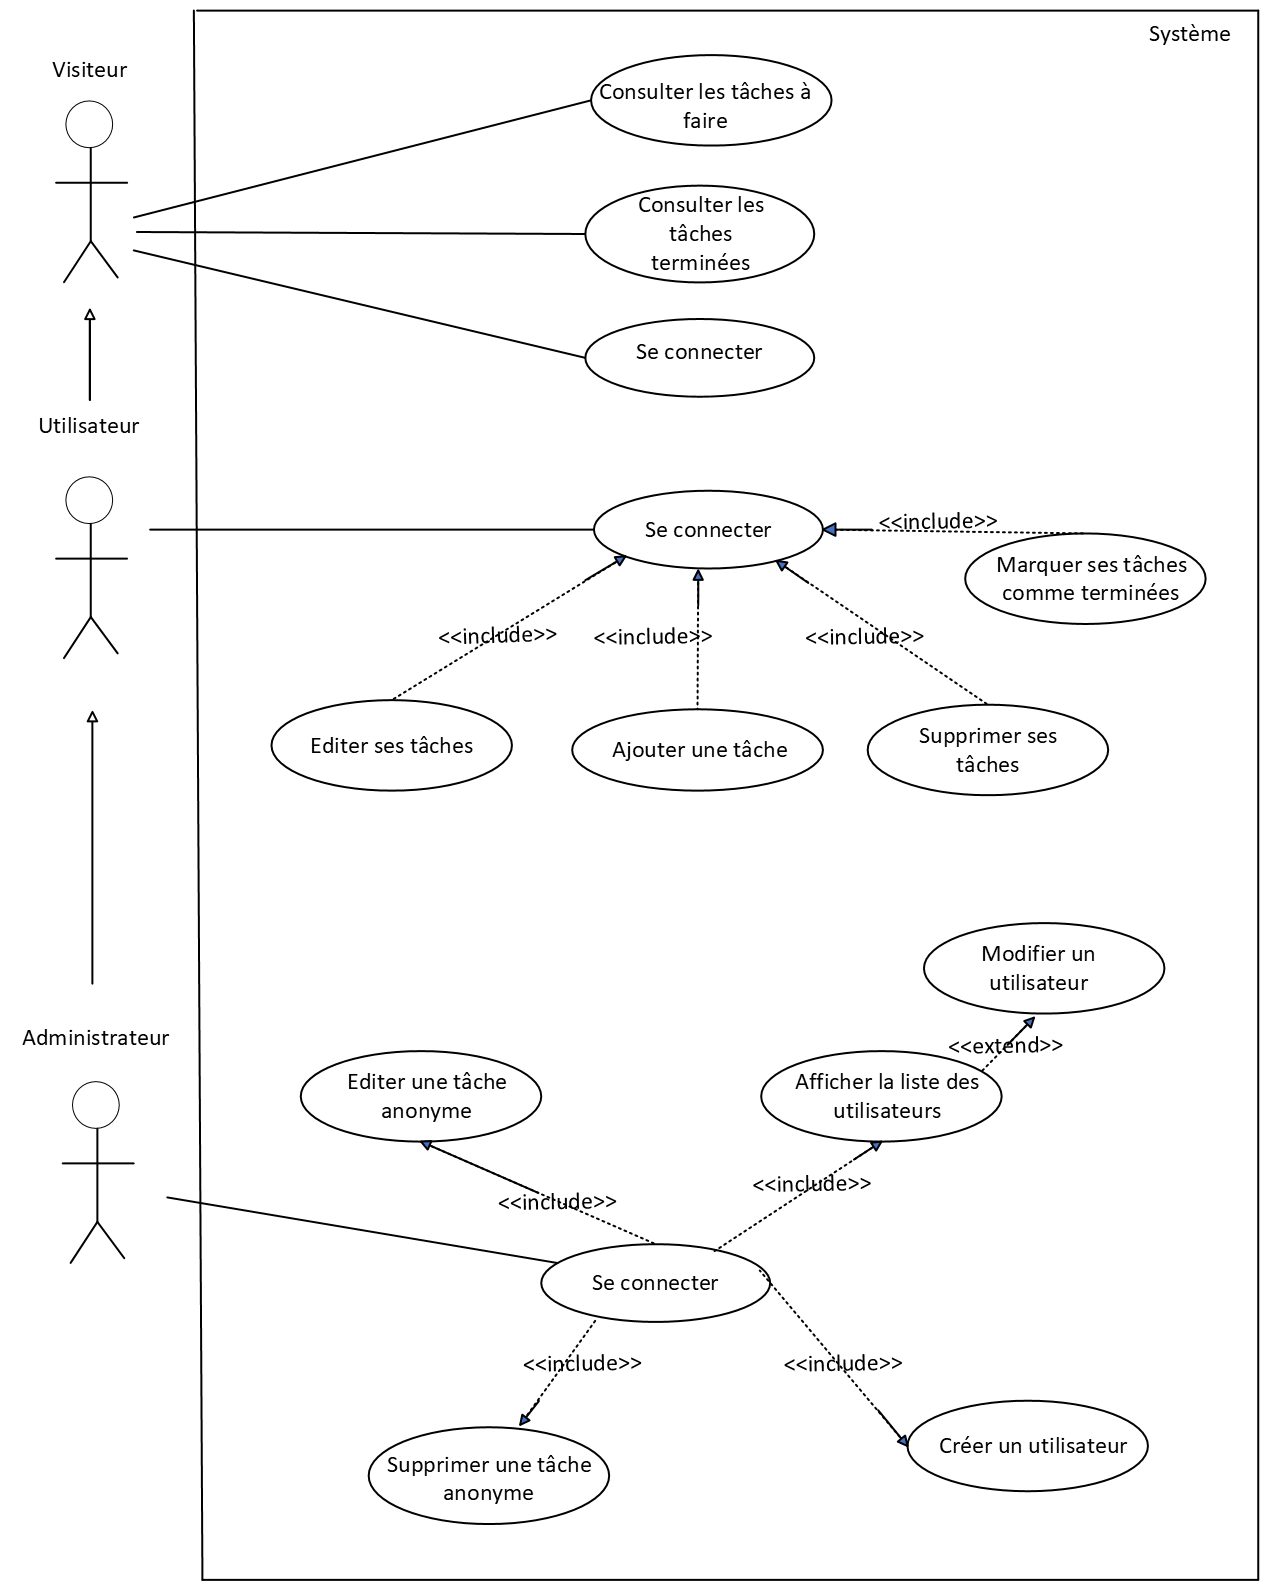 Système
Visiteur
Consulter les tâches à
faire
Consulter les
tâches
terminées
Se connecter
Utilisateur
Se connecter
<<include>>
Marquer ses tâches
comme terminées
<<include>>
<<include>>
<<include>>
Editer ses tâches
Ajouter une tâche
Supprimer ses
tâches
Modifier un
utilisateur
Administrateur
<<extend>>
Editer une tâche
anonyme
Afficher la liste des
utilisateurs
<<include>>
<<include>>
Se connecter
<<include>>
<<include>>
Créer un utilisateur
Supprimer une tâche
anonyme